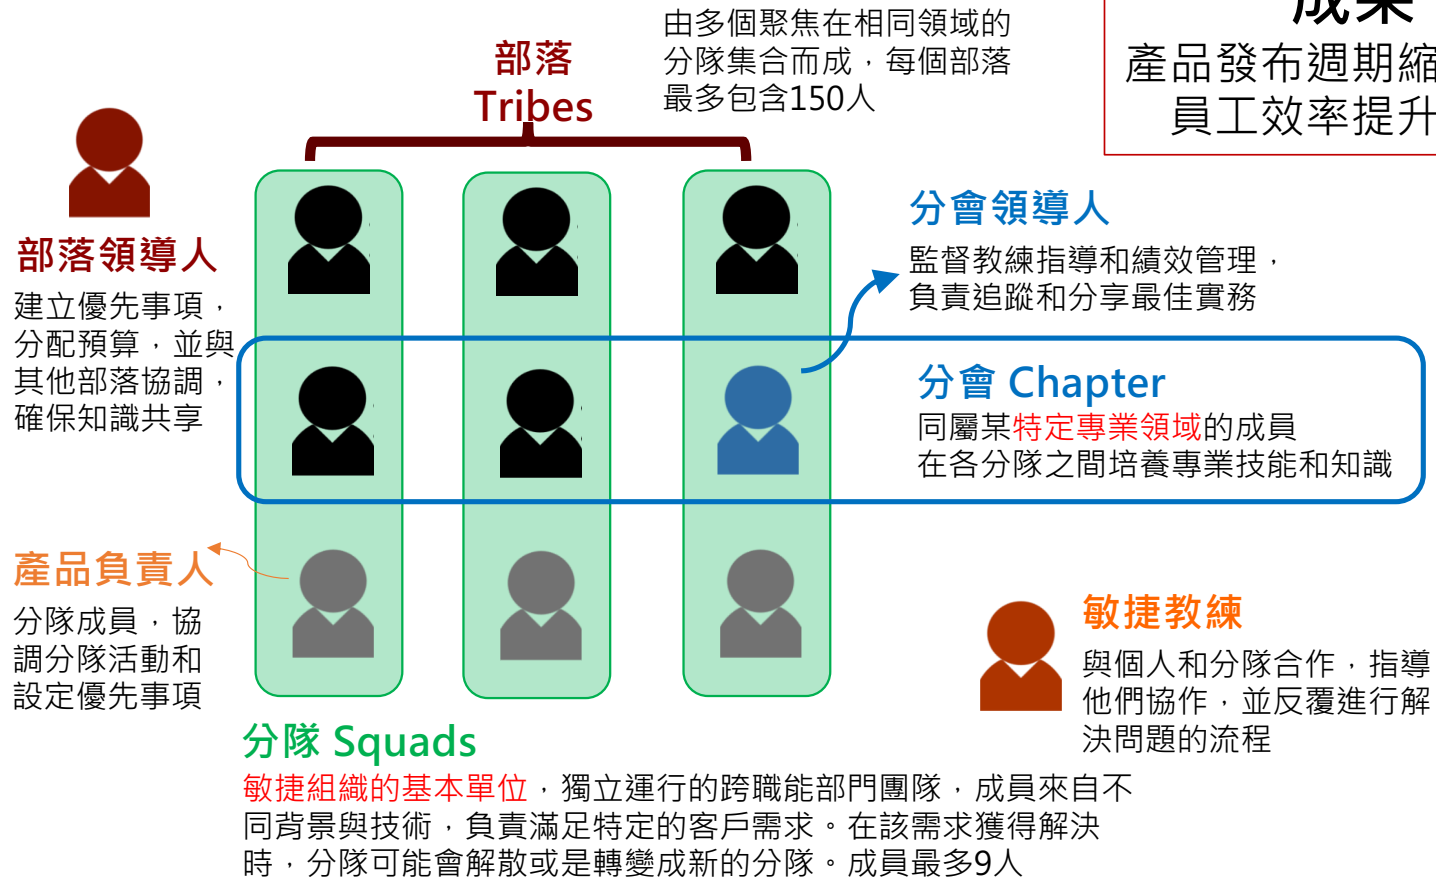 成果
產品發布週期縮
員工效率提升
由多個聚焦在相同領域的
分隊集合而成，每個部落
最多包含150人
部落
Tribes
部落領導人
建立優先事項，
分配預算，並與
其他部落協調，
確保知識共享
分會領導人
監督教練指導和績效管理，
負責追蹤和分享最佳實務
分會 Chapter
同屬某特定專業領域的成員
在各分隊之間培養專業技能和知識
產品負責人
分隊成員，協
調分隊活動和
設定優先事項
敏捷教練
與個人和分隊合作，指導
他們協作，並反覆進行解
決問題的流程
分隊 Squads
敏捷組織的基本單位，獨立運行的跨職能部門團隊，成員來自不
同背景與技術，負責滿足特定的客戶需求。在該需求獲得解決
時，分隊可能會解散或是轉變成新的分隊。成員最多9人